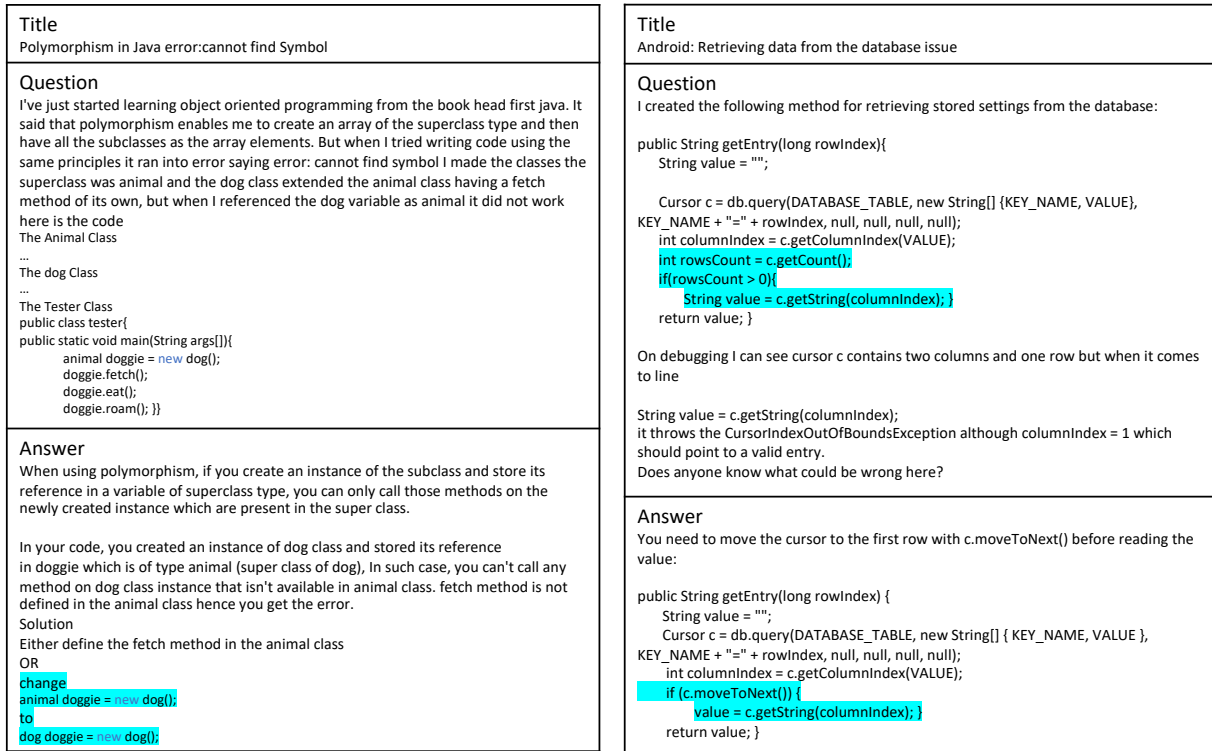 Title
Polymorphism in Java error:cannot find Symbol
Question
I've just started learning object oriented programming from the book head first java. It
said that polymorphism enables me to create an array of the superclass type and then
have all the subclasses as the array elements. But when I tried writing code using the
same principles it ran into error saying error: cannot find symbol I made the classes the
superclass was animal and the dog class extended the animal class having a fetch
method of its own, but when I referenced the dog variable as animal it did not work
here is the code
The Animal Class
…
The dog Class
…
The Tester Class
public class tester{
public static void main(String args[]){
animal doggie = new dog();
doggie.fetch();
doggie.eat();
doggie.roam(); }}
Answer
When using polymorphism, if you create an instance of the subclass and store its
reference in a variable of superclass type, you can only call those methods on the
newly created instance which are present in the super class.
In your code, you created an instance of dog class and stored its reference
in doggie which is of type animal (super class of dog), In such case, you can't call any
method on dog class instance that isn't available in animal class. fetch method is not
defined in the animal class hence you get the error.
Solution
Either define the fetch method in the animal class
OR
change
animal doggie = new dog();
to
dog doggie = new dog();
Title
Android: Retrieving data from the database issue
Question
I created the following method for retrieving stored settings from the database:
public String getEntry(long rowIndex){
String value = "";
Cursor c = db.query(DATABASE_TABLE, new String[] {KEY_NAME, VALUE},
KEY_NAME + "=" + rowIndex, null, null, null, null);
int columnIndex = c.getColumnIndex(VALUE);
int rowsCount = c.getCount();
if(rowsCount > 0){
String value = c.getString(columnIndex); }
return value; }
On debugging I can see cursor c contains two columns and one row but when it comes
to line
String value = c.getString(columnIndex);
it throws the CursorIndexOutOfBoundsException although columnIndex = 1 which
should point to a valid entry.
Does anyone know what could be wrong here?
Answer
You need to move the cursor to the first row with c.moveToNext() before reading the
value:
public String getEntry(long rowIndex) {
String value = "";
Cursor c = db.query(DATABASE_TABLE, new String[] { KEY_NAME, VALUE },
KEY_NAME + "=" + rowIndex, null, null, null, null);
int columnIndex = c.getColumnIndex(VALUE);
if (c.moveToNext()) {
value = c.getString(columnIndex); }
return value; }